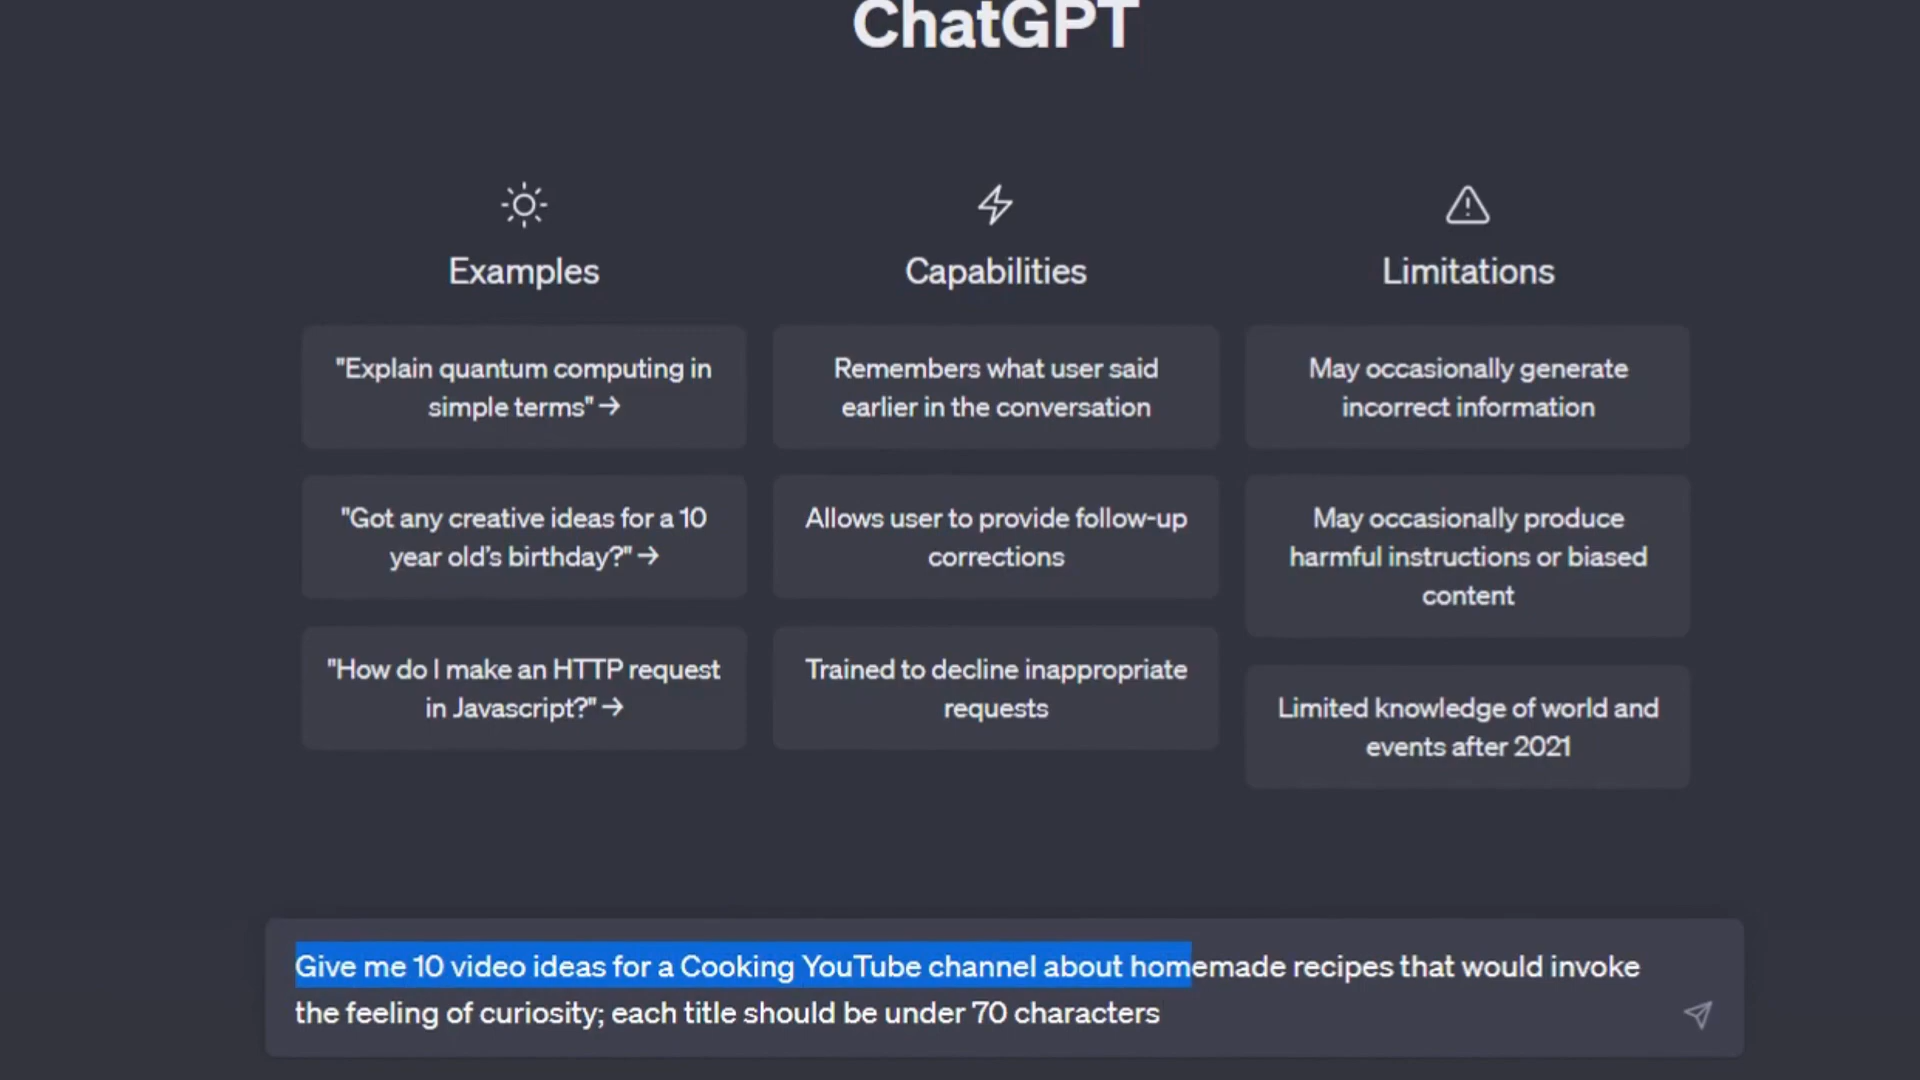 ChatGPT
Examples
Capabilities
Limitations
"Explain quantum computing in
simple terms" →
Remembers what user said
earlier in the conversation
May occasionally generate
incorrect information
"Got any creative ideas for a 10
year old’s birthday?" →
Allows user to provide follow-up
corrections
May occasionally produce
harmful instructions or biased
content
"How do I make an HTTP request
in Javascript?" →
Trained to decline inappropriate
requests
Limited knowledge of world and
events after 2021
Give me 10 video ideas for a Cooking YouTube channel about homemade recipes that would invoke
the feeling of curiosity; each title should be under 70 characters